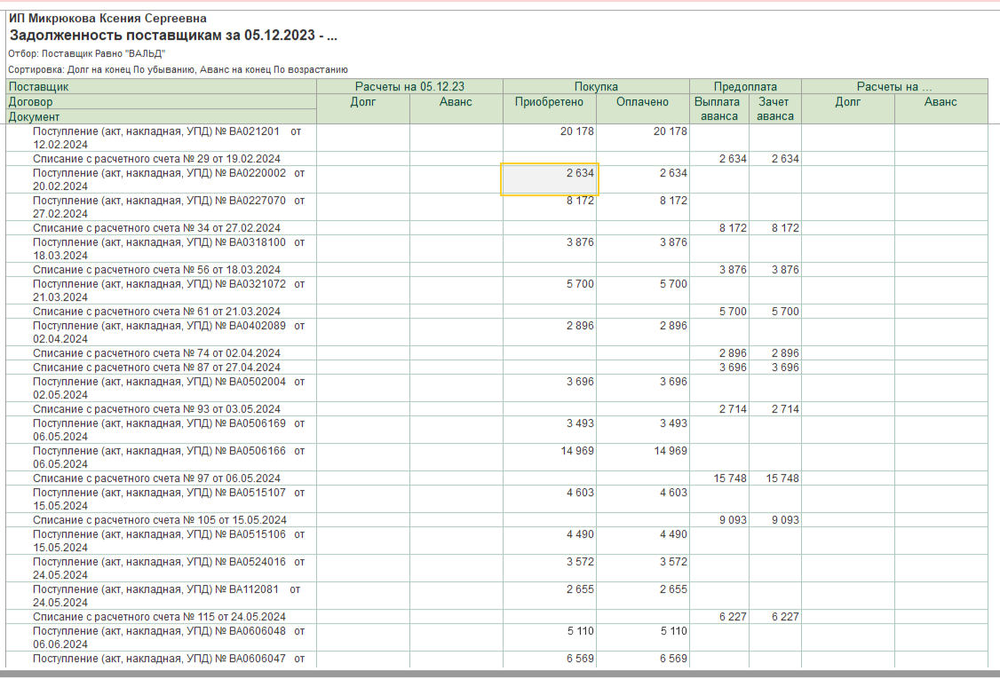 ИП Микрюкова Ксения Сергеевна
Задолженность поставщикам за 05.12.2023 - ...
Отбор: Поставщик Равно "ВАЛЬД"
Сортировка: Долг на конец По убыванию, Аванс на конец По возрастанию
Поставщик Расчеты на 05.12.23 Покупка Предоплата Расчеты на ...
Договор Долг Аванс Приобретено Оплачено Выплата аванса Зачет аванса Долг Аванс
Документ
Поступление (акт, накладная, УПД) № ВА021201 от 20 178 20 178
12.02.2024
Списание с расчетного счета № 29 от 19.02.2024 2 634 2 634
Поступление (акт, накладная, УПД) № ВА0220002 от 2 634 2 634
20.02.2024
Поступление (акт, накладная, УПД) № ВА0227070 от 8 172 8 172
27.02.2024
Списание с расчетного счета № 34 от 27.02.2024 8 172 8 172
Поступление (акт, накладная, УПД) № ВА0318100 от 3 876 3 876
18.03.2024
Списание с расчетного счета № 56 от 18.03.2024 3 876 3 876
Поступление (акт, накладная, УПД) № ВА0321072 от 5 700 5 700
21.03.2024
Списание с расчетного счета № 61 от 21.03.2024 5 700 5 700
Поступление (акт, накладная, УПД) № ВА0402089 от 2 896 2 896
02.04.2024
Списание с расчетного счета № 74 от 02.04.2024 2 896 2 896
Списание с расчетного счета № 87 от 27.04.2024 3 696 3 696
Поступление (акт, накладная, УПД) № ВА0502004 от 3 696 3 696
02.05.2024
Списание с расчетного счета № 93 от 03.05.2024 2 714 2 714
Поступление (акт, накладная, УПД) № ВА0506169 от 3 493 3 493
06.05.2024
Поступление (акт, накладная, УПД) № ВА0506166 от 14 969 14 969
06.05.2024
Списание с расчетного счета № 97 от 06.05.2024 15 748 15 748
Поступление (акт, накладная, УПД) № ВА0515107 от 4 603 4 603
15.05.2024
Списание с расчетного счета № 105 от 15.05.2024 9 093 9 093
Поступление (акт, накладная, УПД) № ВА0515106 от 4 490 4 490
15.05.2024
Поступление (акт, накладная, УПД) № ВА0524016 от 3 572 3 572
24.05.2024
Поступление (акт, накладная, УПД) № ВА112081 от 2 655 2 655
24.05.2024
Списание с расчетного счета № 115 от 24.05.2024 6 227 6 227
Поступление (акт, накладная, УПД) № ВА0606048 от 5 110 5 110
06.06.2024
Поступление (акт, накладная, УПД) № ВА0606047 от 6 569 6 569